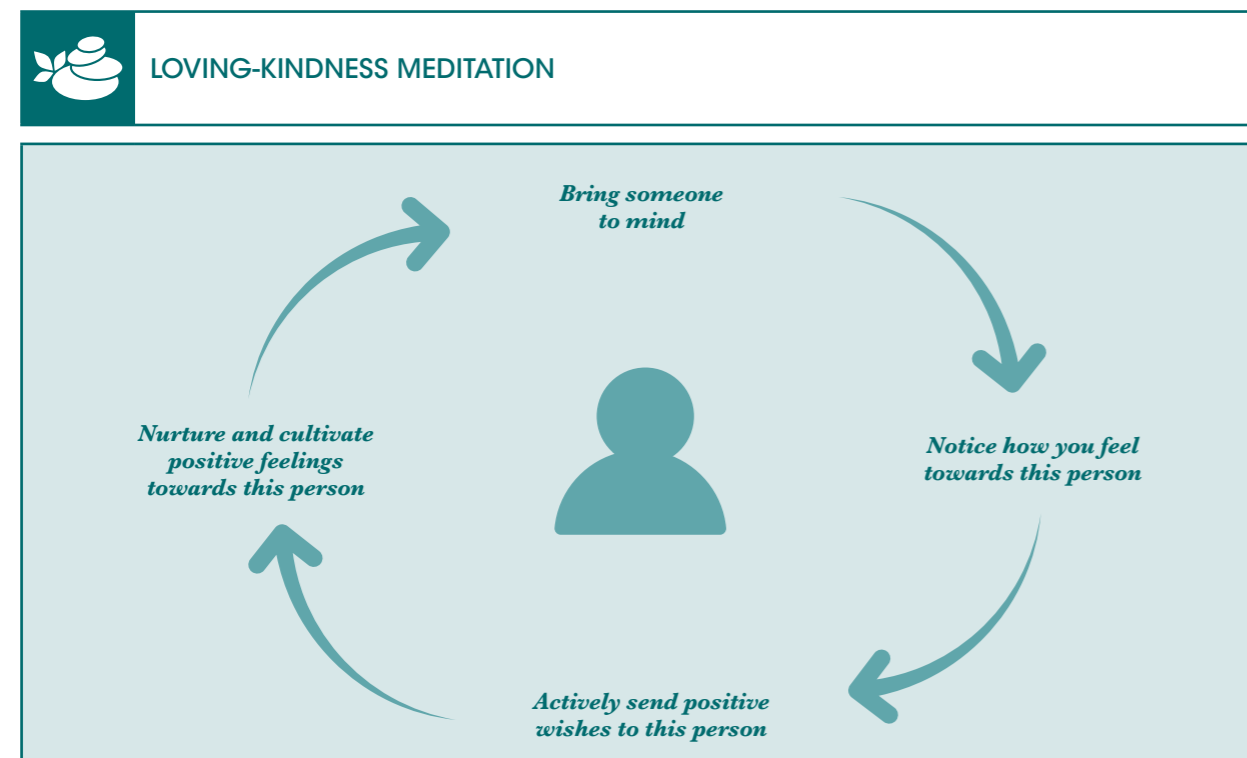 LOVING-KINDNESS MEDITATION
Bring someone
to mind
Notice how you feel
towards this person
Actively send positive
wishes to this person
Nurture and cultivate
positive feelings
towards this person